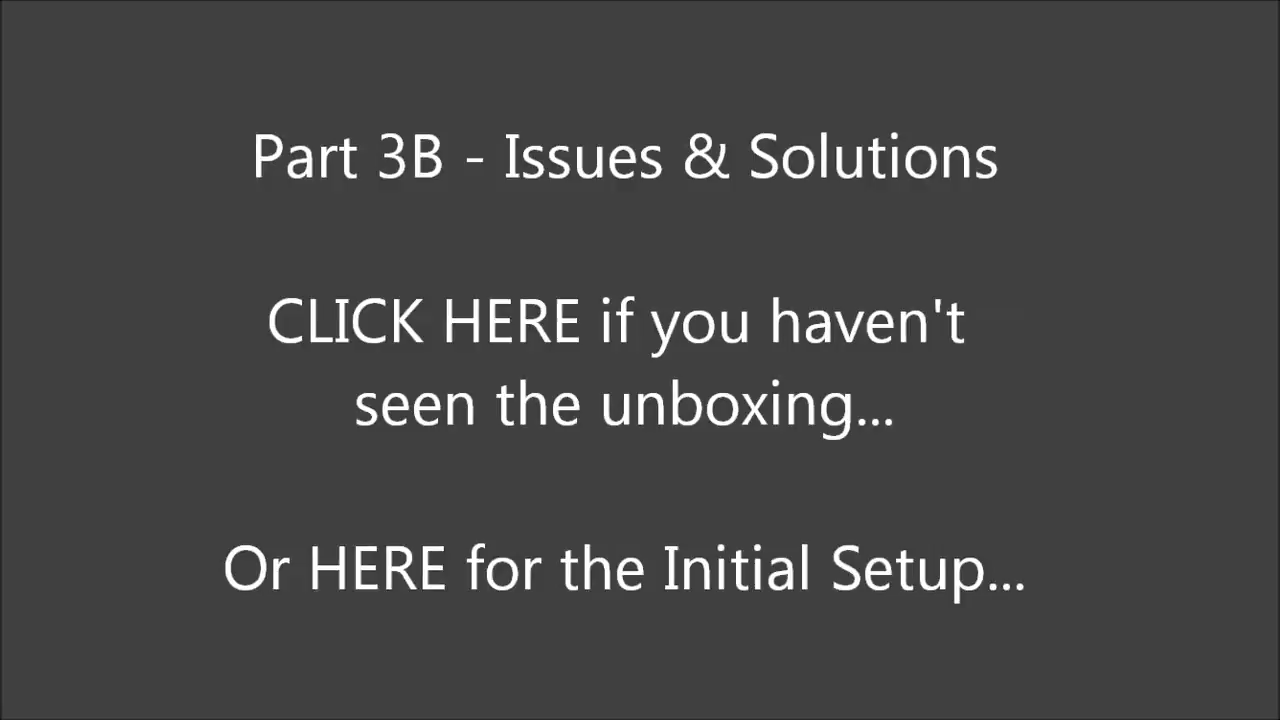 Part 3B - Issues & Solutions
CLICK HERE if you haven't
seen the unboxing...
Or HERE for the Initial Setup...